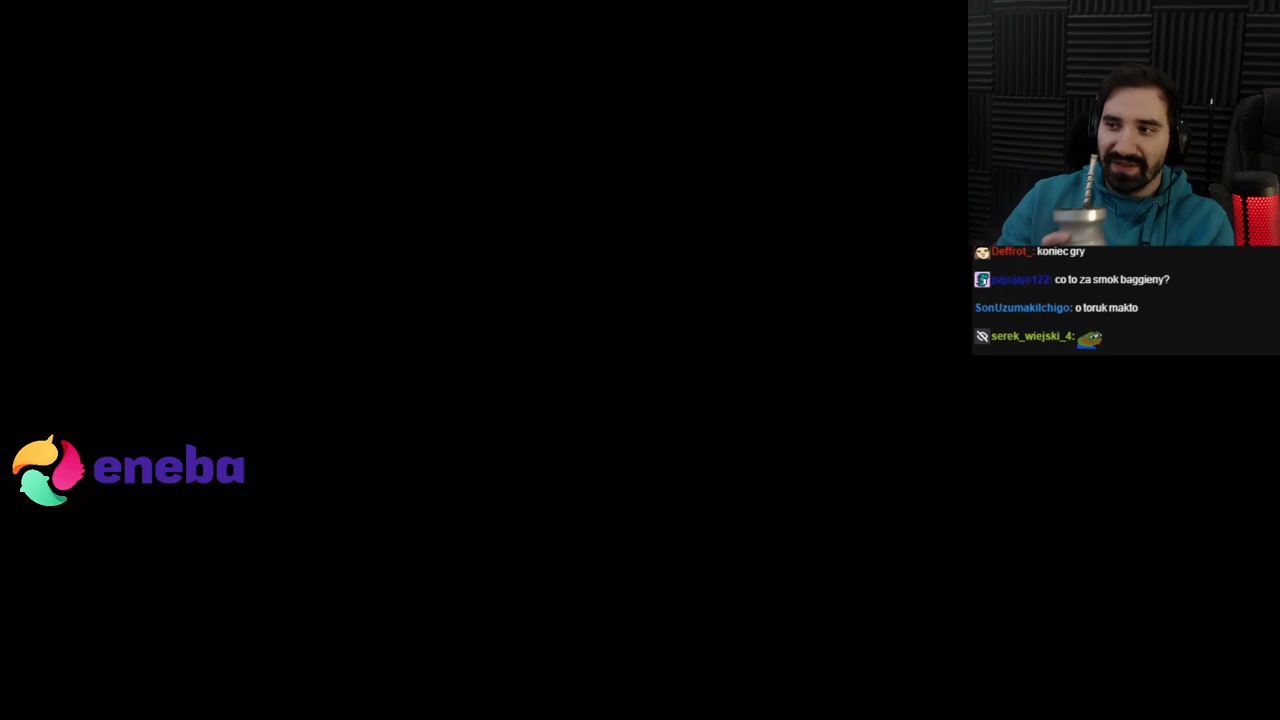 Deffrot_: koniec gry
pajojajo122: co to za smok baggieny?
SonUzumakiIchigo: o toruk makto
serek_wiejski_4:
eneba